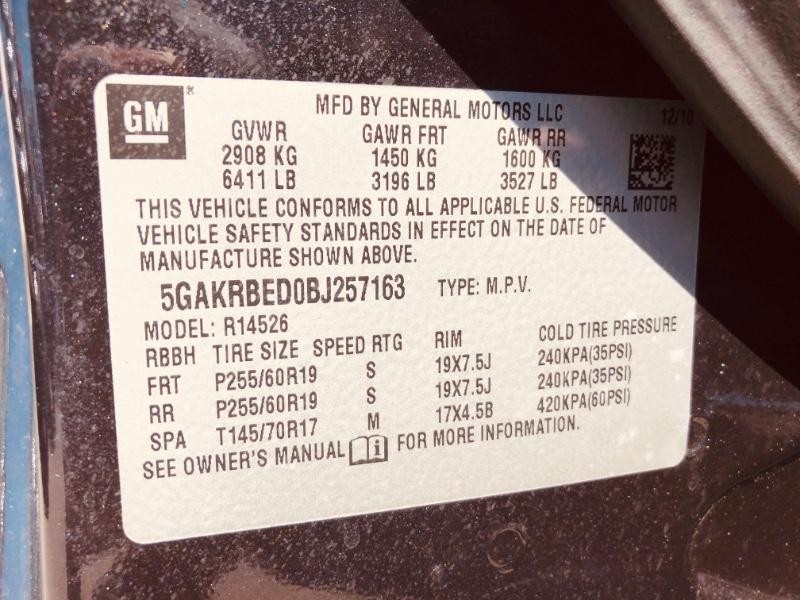 GM ®
MFD BY GENERAL MOTORS LLC 12/10
GVWR GAWR FRT GAWR RR
2908 KG 1450 KG 1600 KG
6411 LB 3196 LB 3527 LB
THIS VEHICLE CONFORMS TO ALL APPLICABLE U.S. FEDERAL MOTOR
VEHICLE SAFETY STANDARDS IN EFFECT ON THE DATE OF
MANUFACTURE SHOWN ABOVE.
5GAKRBED0BJ257163 TYPE: M.P.V.
MODEL: R14526
RBBH TIRE SIZE SPEED RTG RIM COLD TIRE PRESSURE
FRT P255/60R19 S 19X7.5J 240KPA(35PSI)
RR P255/60R19 S 19X7.5J 240KPA(35PSI)
SPA T145/70R17 M 17X4.5B 420KPA(60PSI)
SEE OWNER'S MANUAL i FOR MORE INFORMATION.